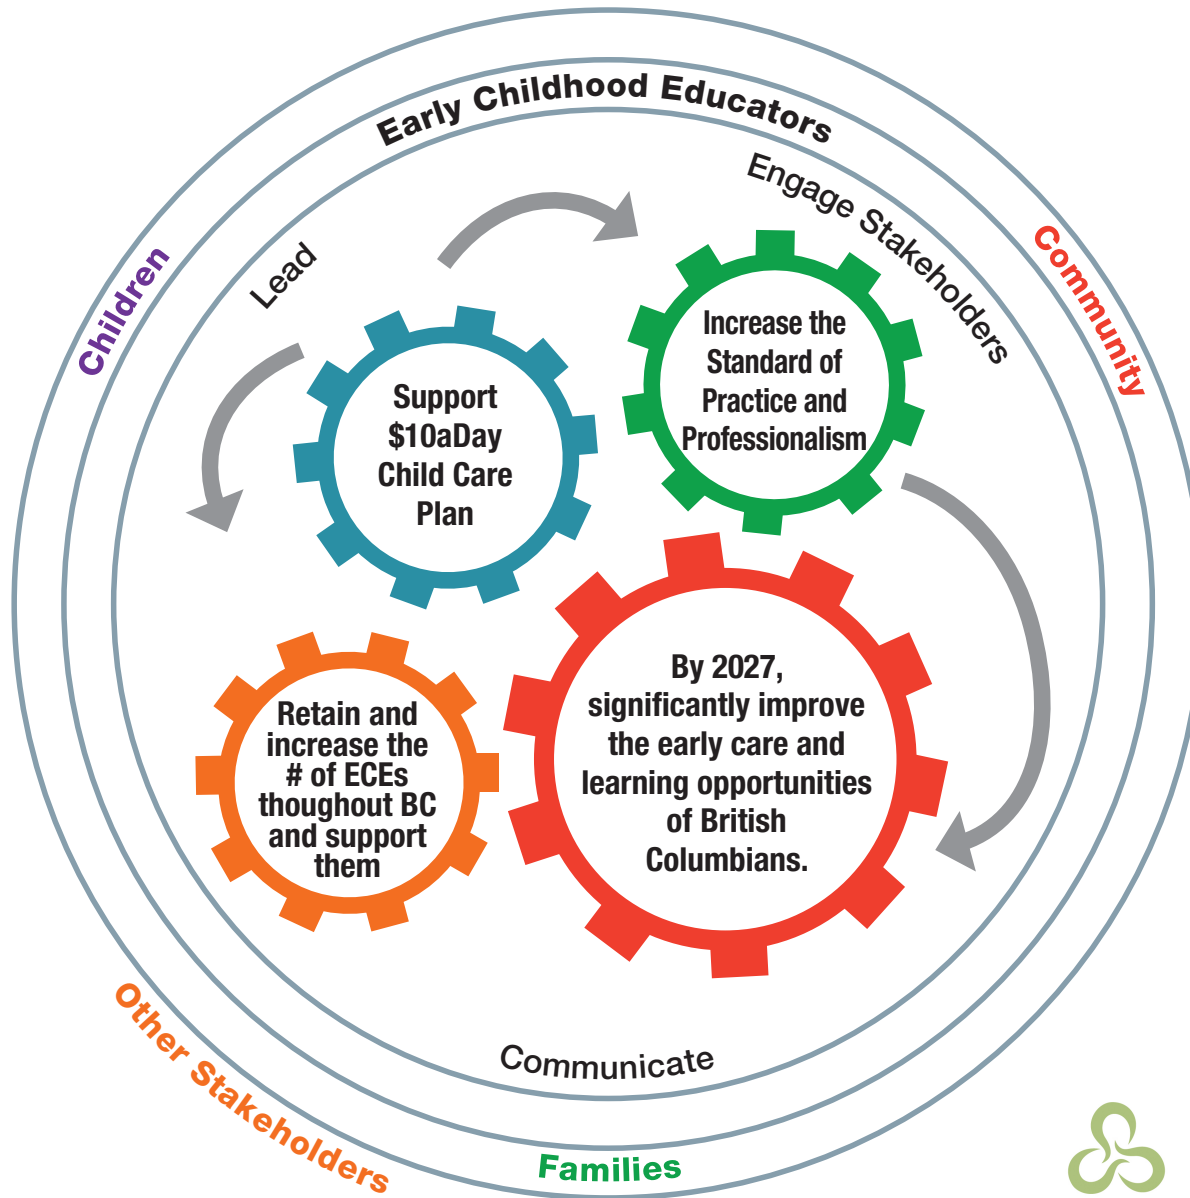 Early Childhood Educators
Engage Stakeholders
Lead
Children
Community
Increase the
Standard of
Practice and
Professionalism
Support
$10aDay
Child Care
Plan
By 2027,
significantly improve
the early care and
learning opportunities
of British
Columbians.
Retain and
increase the
# of ECEs
thoughout BC
and support
them
Communicate
Other Stakeholders
Families